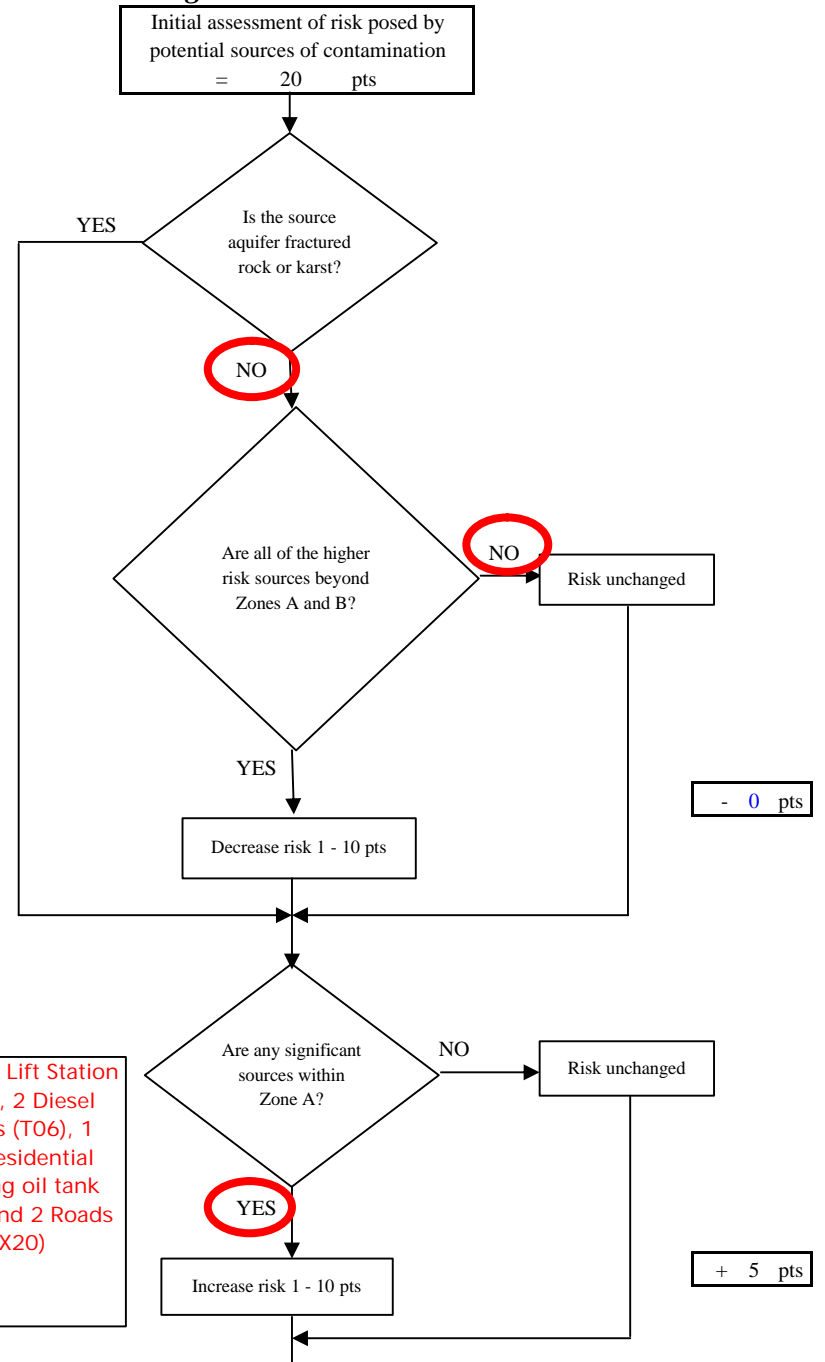 Initial assessment of risk posed by
potential sources of contamination
= 20 pts
YES
Is the source
aquifer fractured
rock or karst?
NO
Are all of the higher
risk sources beyond
Zones A and B?
NO
Risk unchanged
YES
- 0 pts
Decrease risk 1 - 10 pts
Are any significant
sources within
Zone A?
NO
Risk unchanged
Lift Station
, 2 Diesel
s (T06), 1
esidential
g oil tank
nd 2 Roads
X20)
YES
Increase risk 1 - 10 pts
+ 5 pts